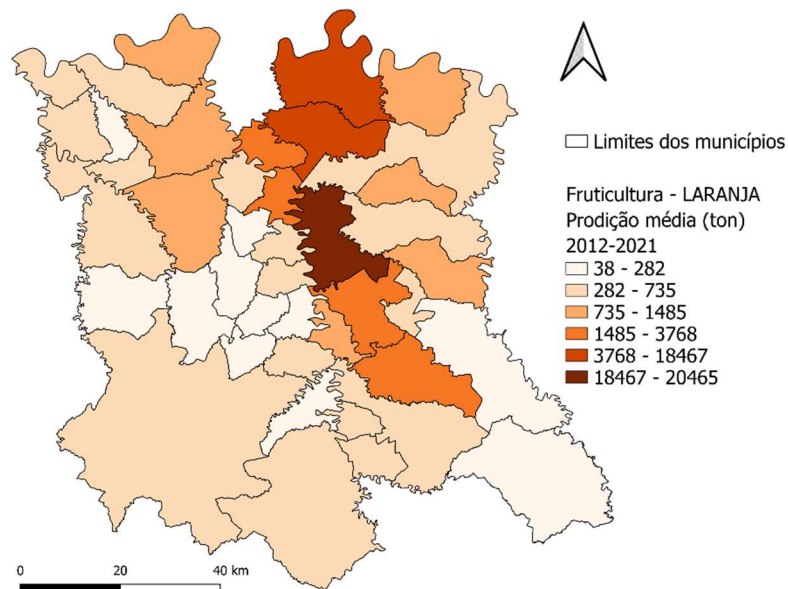 Limites dos municípios
Fruticultura - LARANJA
Prodição média (ton)
2012-2021
38 - 282
282 - 735
735 - 1485
1485 - 3768
3768 - 18467
18467 - 20465
0 20 40 km